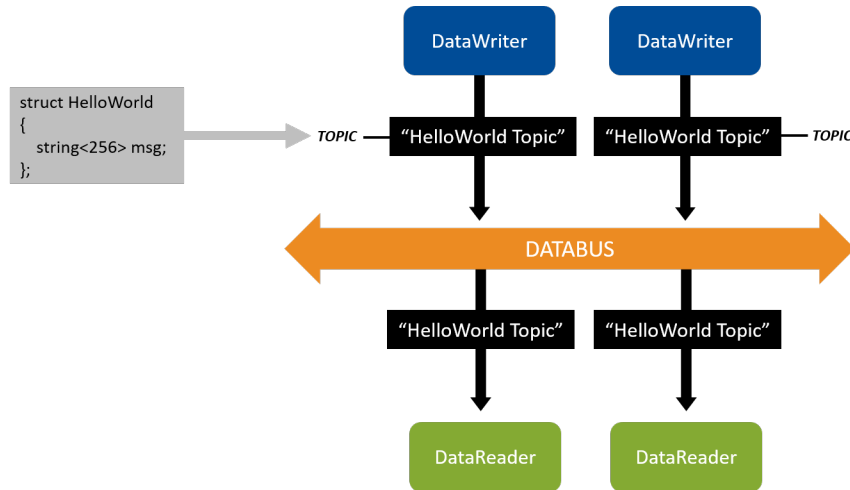 DataWriter
DataWriter
struct HelloWorld
{
string<256> msg;
};
TOPIC
“HelloWorld Topic”
“HelloWorld Topic”
TOPIC
DATABUS
“HelloWorld Topic”
“HelloWorld Topic”
DataReader
DataReader